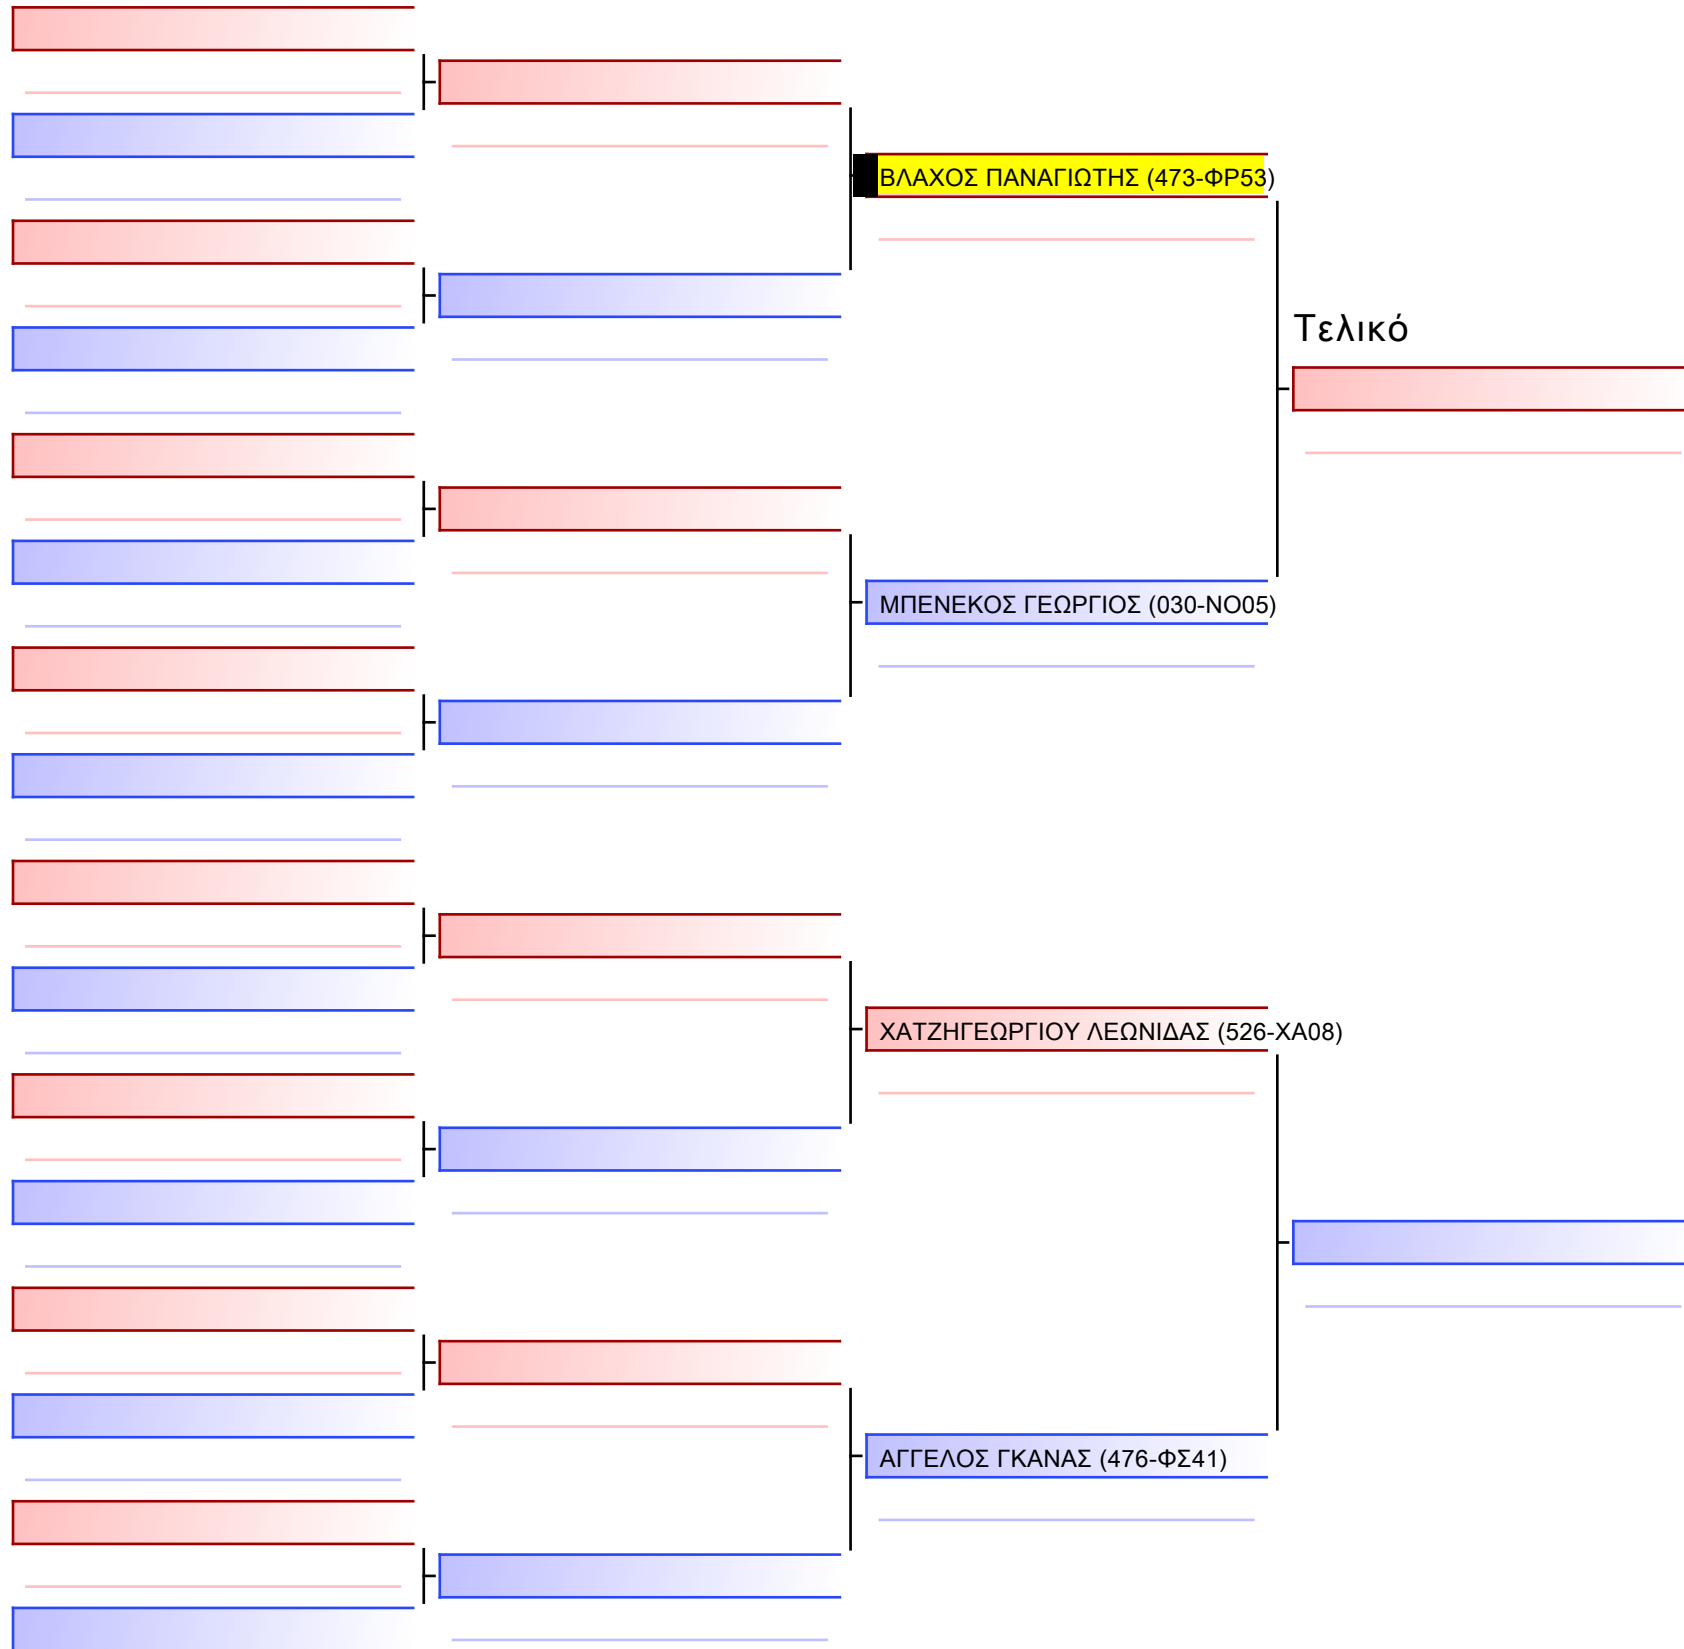 ΒΛΑΧΟΣ ΠΑΝΑΓΙΩΤΗΣ (473-ΦΡ53)
Τελικό
ΜΠΕΝΕΚΟΣ ΓΕΩΡΓΙΟΣ (030-ΝΟ05)
ΧΑΤΖΗΓΕΩΡΓΙΟΥ ΛΕΩΝΙΔΑΣ (526-ΧΑ08)
ΑΓΓΕΛΟΣ ΓΚΑΝΑΣ (476-ΦΣ41)